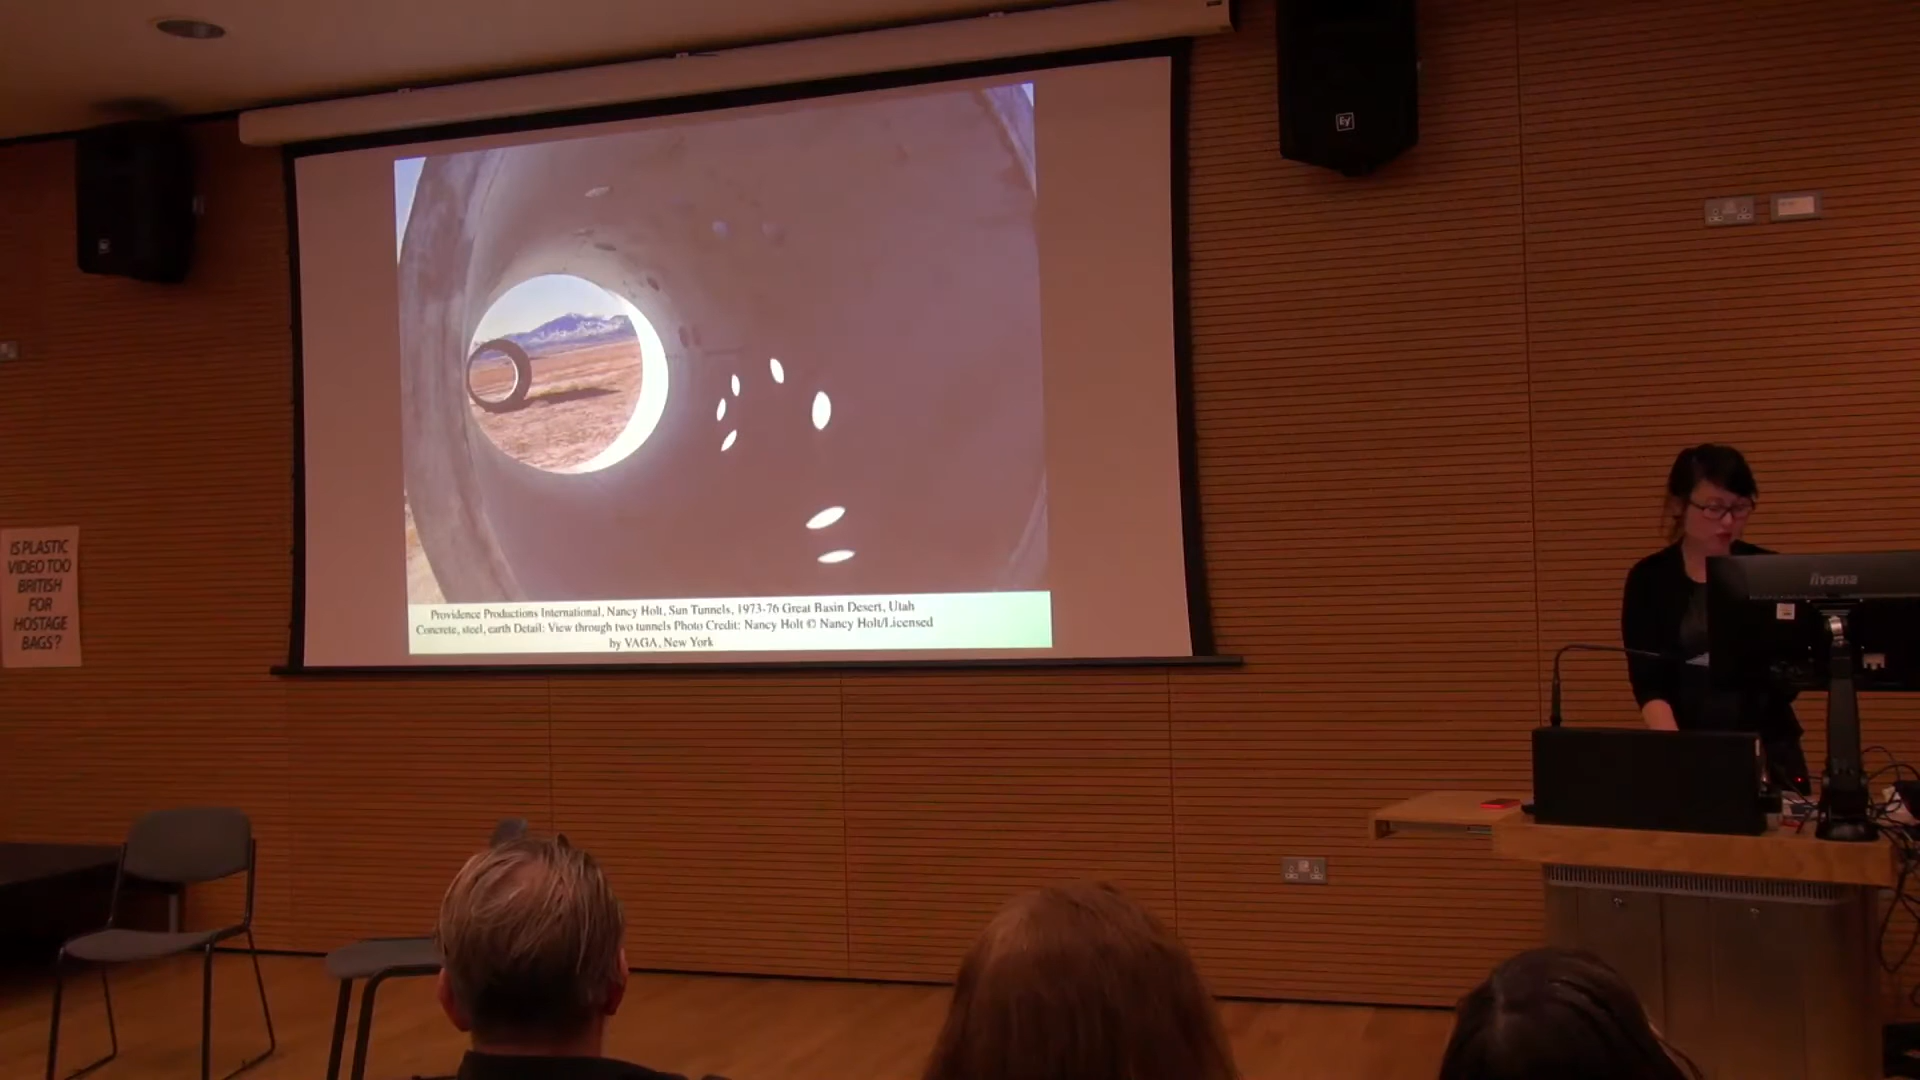 Providence Productions International, Nancy Holt, Sun Tunnels, 1973-76 Great Basin Desert, Utah
Concrete, steel, earth Detail: View through two tunnels Photo Credit: Nancy Holt © Nancy Holt/Licensed
by VAGA, New York
IS PLASTIC
VIDEO TOO
BRITISH
FOR
HOSTAGE
BAGS?
EV
iiyama